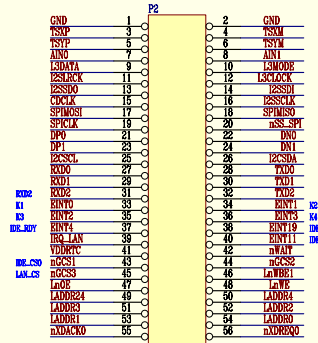 P2
GND 1 2 GND
TSXP 3 4 TSXM
TSYP 5 6 TSYM
AIN0 7 8 AIN1
L3DATA 9 10 L3MODE
I2SLRCK 11 12 L3CLOCK
I2SSDO 13 14 I2SSDI
CDCLK 15 16 I2SSCLK
SPIMOSI 17 18 SPIMISO
SPICLK 19 20 nSS_SPI
DP0 21 22 DN0
DP1 23 24 DN1
I2CSCL 25 26 I2CSDA
RXD0 27 28 TXD0
RXD1 29 30 TXD1
RXD2 RXD2 31 32 TXD2
K1 EINT0 33 34 EINT1 K2
K3 EINT2 35 36 EINT3 K4
IDE_RDY EINT4 37 38 EINT19 IDE
IRQ_LAN 39 40 EINT11 IDE
VDDRTC 41 42 nWAIT
IDE_CS0 nGCS1 43 44 nGCS2
LAN_CS nGCS3 45 46 LnWBE1
LnOE 47 48 LnWE
LADDR24 49 50 LADDR4
LADDR3 51 52 LADDR2
LADDR1 53 54 LADDR0
nXDACK0 55 56 nXDREQ0